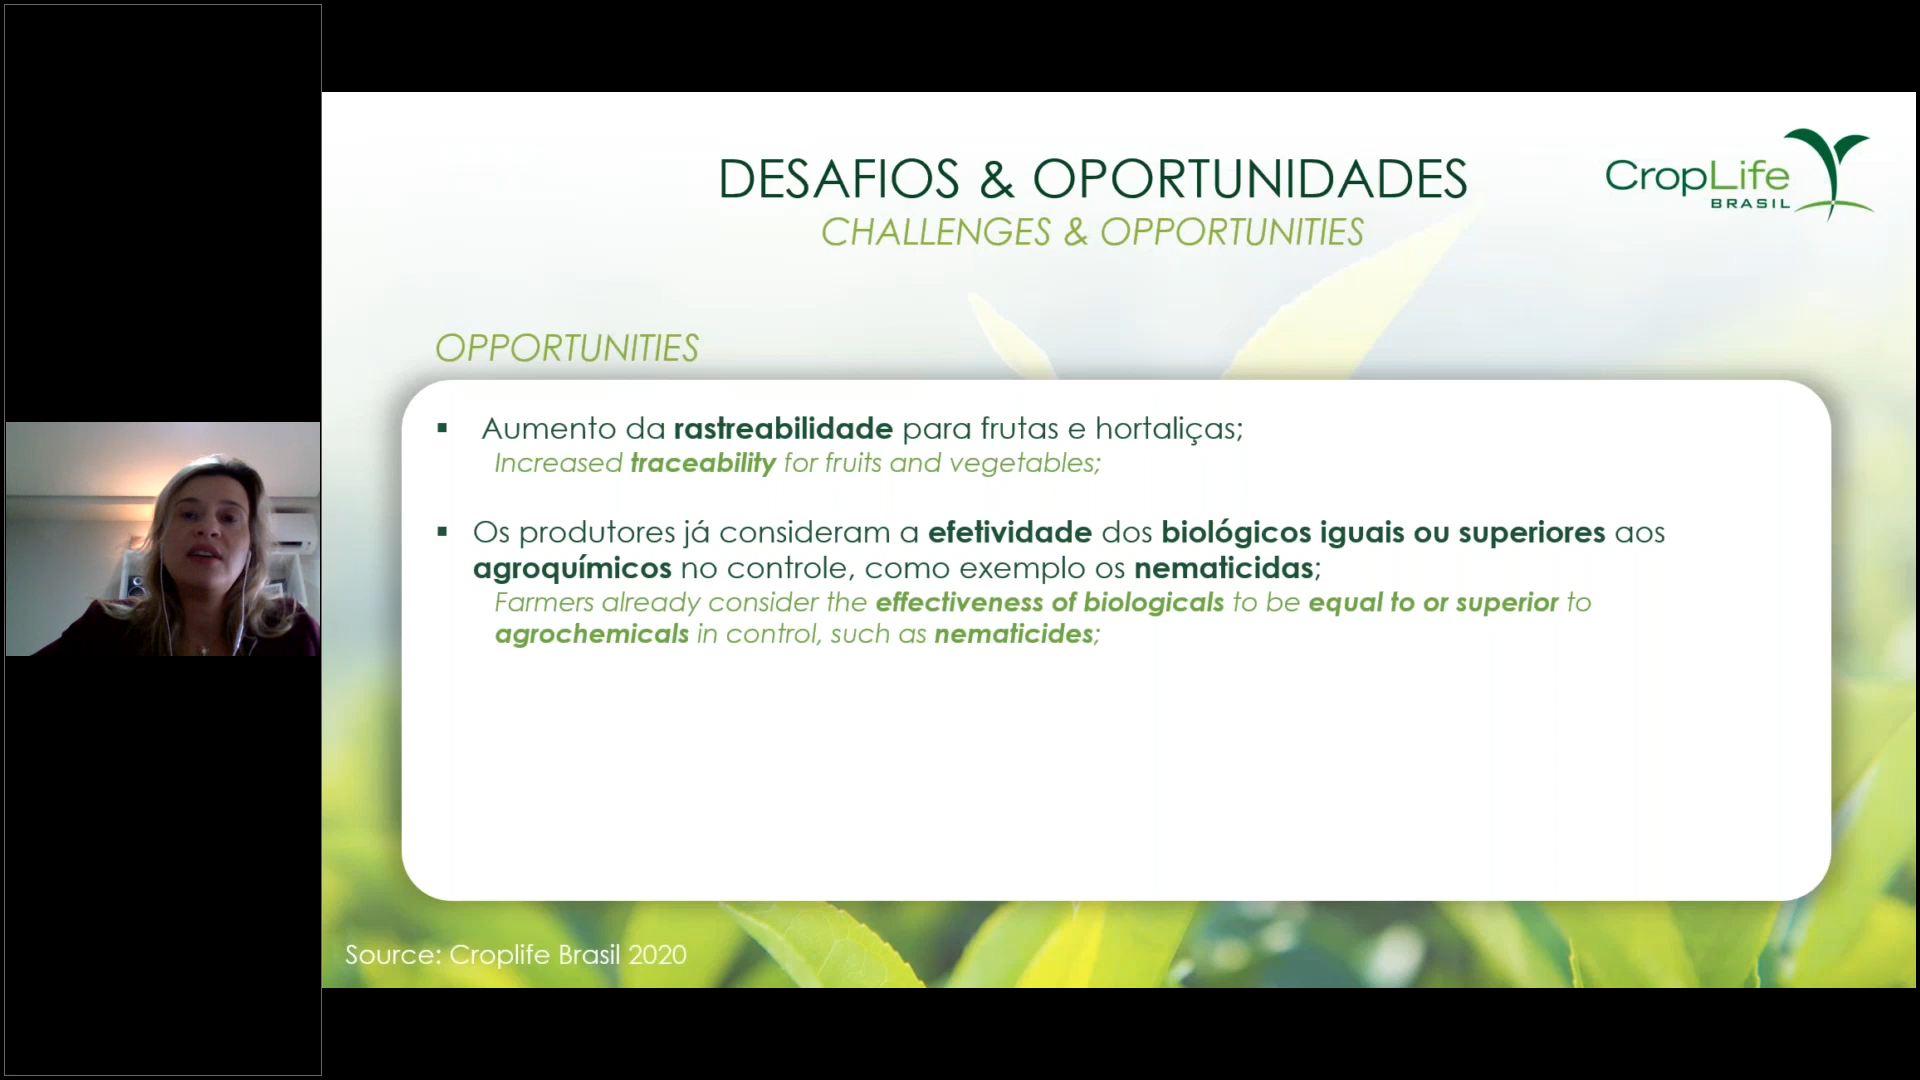 DESAFIOS & OPORTUNIDADES
CHALLENGES & OPPORTUNITIES
CropLife
BRASIL
OPPORTUNITIES
▪ Aumento da rastreabilidade para frutas e hortaliças;
Increased traceability for fruits and vegetables;
▪ Os produtores já consideram a efetividade dos biológicos iguais ou superiores aos
agroquímicos no controle, como exemplo os nematicidas;
Farmers already consider the effectiveness of biologicals to be equal to or superior to
agrochemicals in control, such as nematicides;
Source: Croplife Brasil 2020